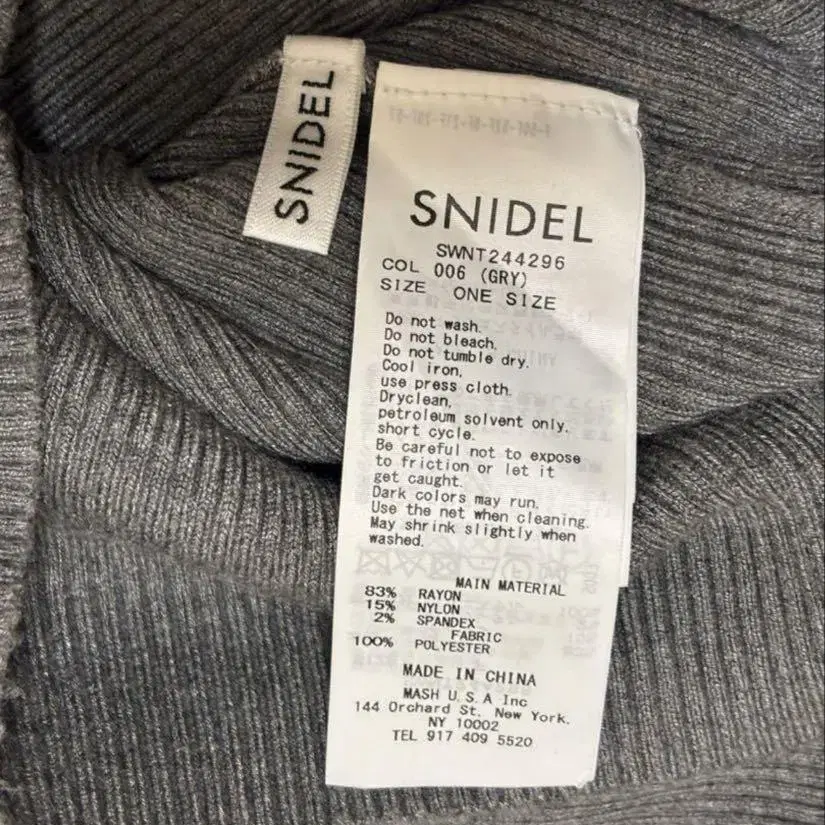 SNIDEL
SNIDEL
SWNT244296
COL 006 (GRY)
SIZE ONE SIZE
Do not wash.
Do not bleach.
Do not tumble dry.
Cool iron,
use press cloth.
Dryclean,
petroleum solvent only,
short cycle.
Be careful not to expose
to friction or let it
get caught.
Dark colors may run.
Use the net when cleaning.
May shrink slightly when
washed.
MAIN MATERIAL
83% RAYON
15% NYLON
2% SPANDEX
FABRIC
100% POLYESTER
MADE IN CHINA
MASH U.S.A Inc
144 Orchard St. New York.
NY 10002
TEL 917 409 5520